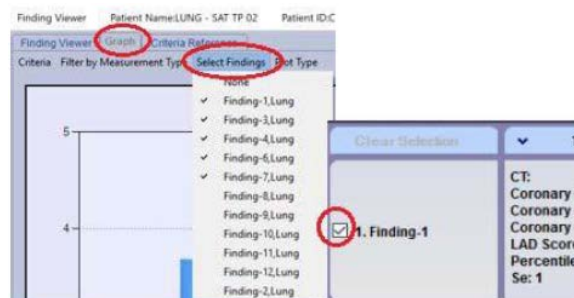 Finding Viewer Patient Name:LUNG - SAT TP 02 Patient ID:C
Finding Viewer Graph Criteria Reference
Criteria Filter by Measurement Type Select Findings Plot Type
None
✓ Finding-1,Lung
✓ Finding-3,Lung
✓ Finding-4,Lung
✓ Finding-6,Lung
✓ Finding-7,Lung
Finding-8,Lung
Finding-9,Lung
Finding-10,Lung
Finding-11,Lung
Finding-12,Lung
Finding-2,Lung
5
4
Clear Selection
1. Finding-1
CT:
Coronary
Coronary
Coronary
LAD Score
Percentile
Se: 1